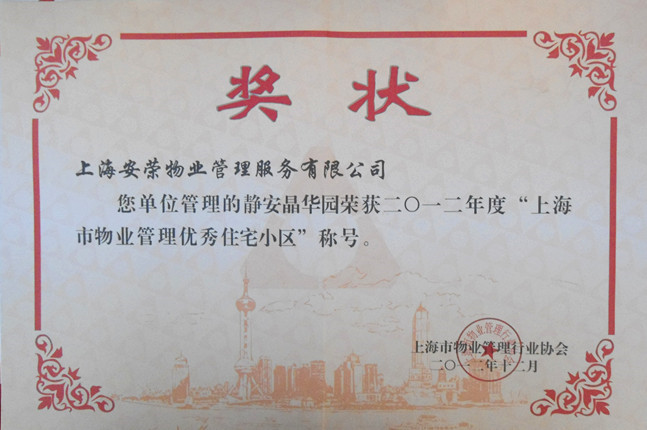 奖状
上海安荣物业管理服务有限公司
您单位管理的静安晶华园荣获二〇一二年度“上海
市物业管理优秀住宅小区”称号。
上海市物业管理行业协会
二〇一二年十二月